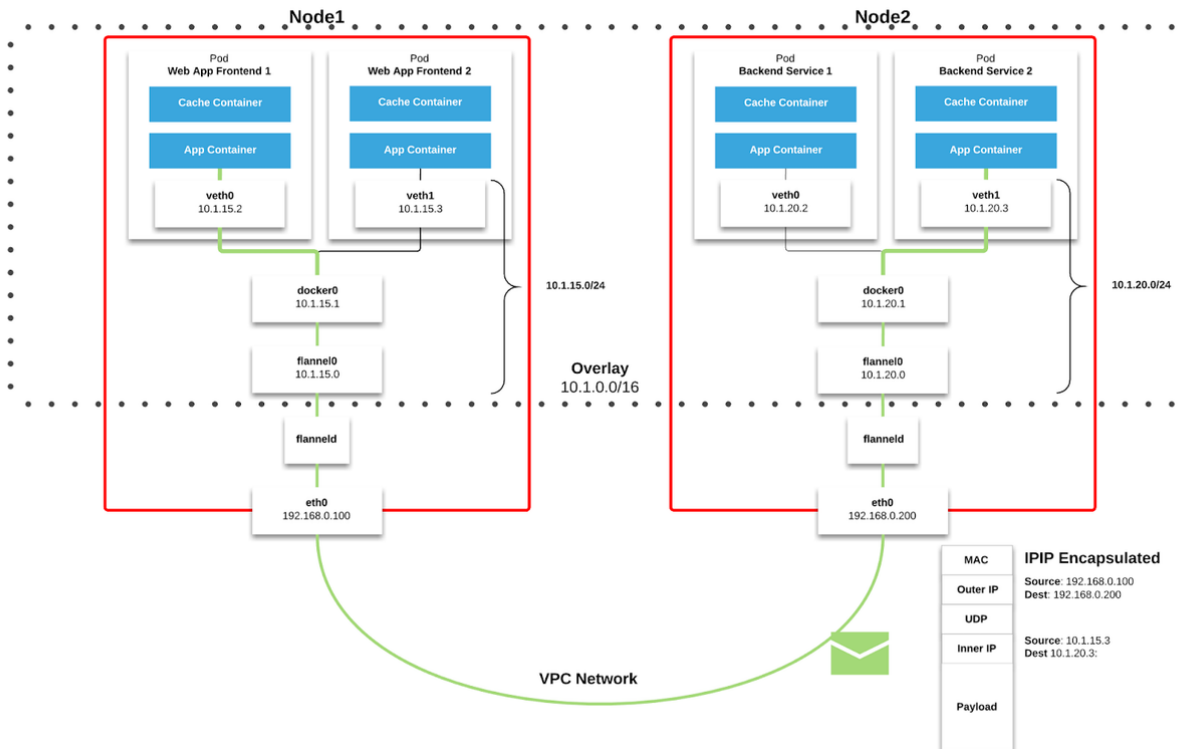 Node1
Node2
Pod
Web App Frontend 1
Cache Container
App Container
veth0
10.1.15.2
Pod
Web App Frontend 2
Cache Container
App Container
veth1
10.1.15.3
docker0
10.1.15.1
flannel0
10.1.15.0
10.1.15.0/24
flanneld
eth0
192.168.0.100
Overlay
10.1.0.0/16
Pod
Backend Service 1
Cache Container
App Container
veth0
10.1.20.2
Pod
Backend Service 2
Cache Container
App Container
veth1
10.1.20.3
docker0
10.1.20.1
flannel0
10.1.20.0
10.1.20.0/24
flanneld
eth0
192.168.0.200
VPC Network
MAC
Outer IP
UDP
Inner IP
Payload
IPIP Encapsulated
Source: 192.168.0.100
Dest: 192.168.0.200
Source: 10.1.15.3
Dest 10.1.20.3: